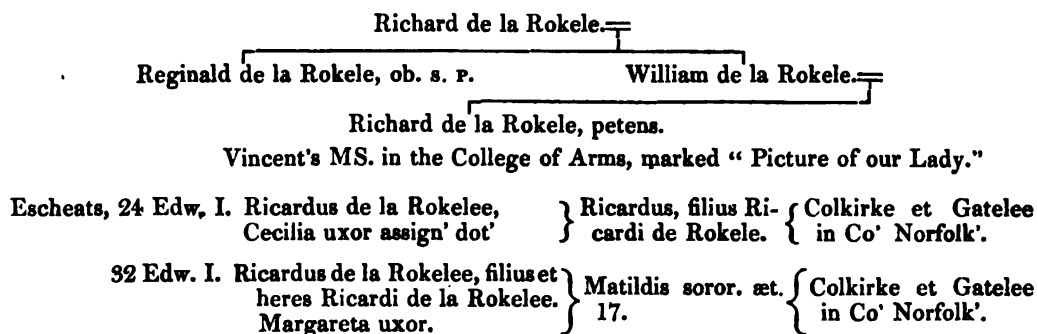 Richard de la Rokele.
Reginald de la Rokele, ob. s. p. William de la Rokele.
Richard de la Rokele, petens.
Vincent's MS. in the College of Arms, marked “ Picture of our Lady.”
Escheats, 24 Edw. I. Ricardus de la Rokelee, } Ricardus, filius Ri- { Colkirke et Gatelee
Cecilia uxor assign' dot' cardi de Rokele. in Co' Norfolk'.
32 Edw. I. Ricardus de la Rokelee, filius et } Matildis soror. æt. { Colkirke et Gatelee
heres Ricardi de la Rokelee. 17. in Co' Norfolk'.
Margareta uxor.